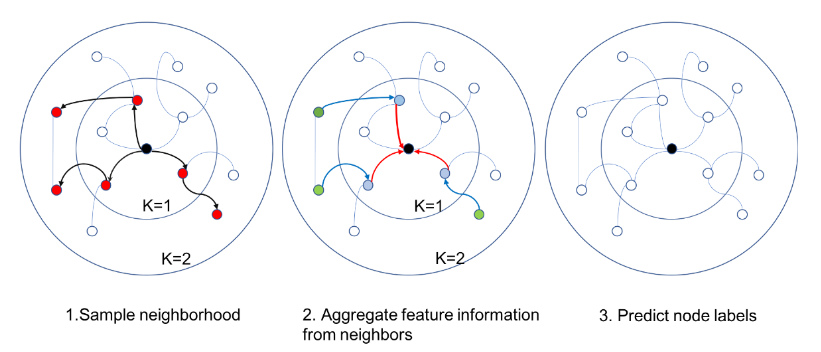 K=1
K=2
K=1
K=2
1.Sample neighborhood
2. Aggregate feature information
from neighbors
3. Predict node labels